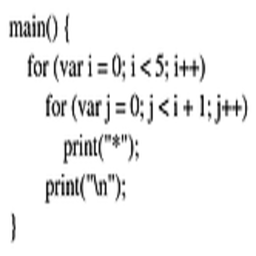 main() {
for (var i = 0; i < 5; i++)
for (var j = 0; j < i + 1; j++)
print("*");
print("\n");
}